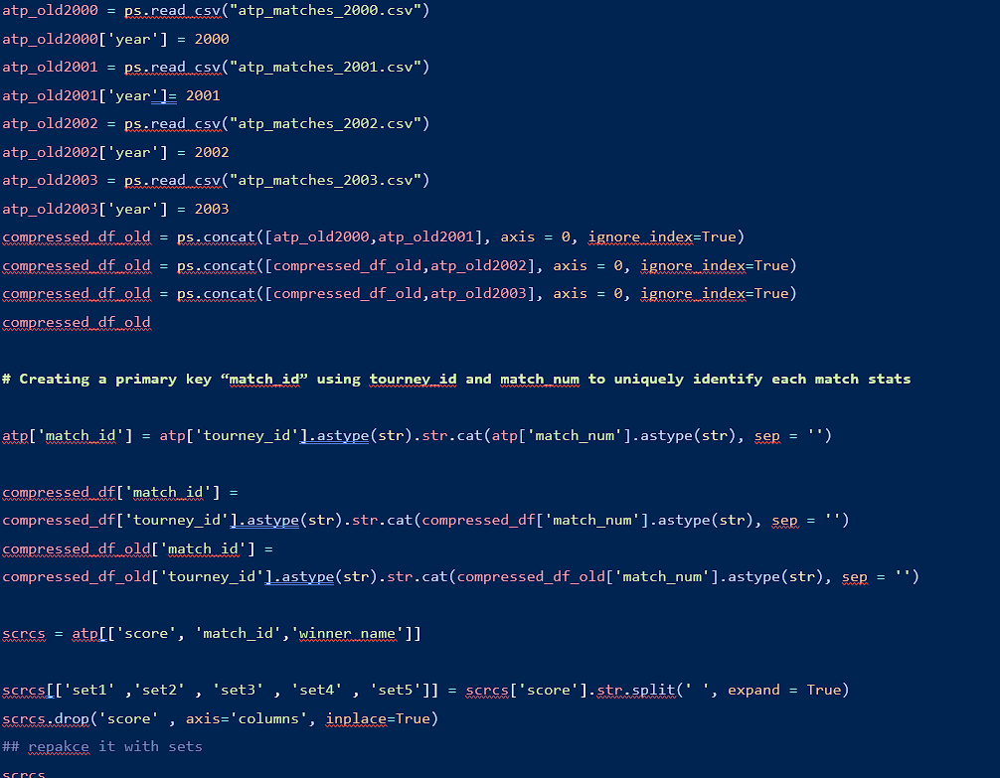 atp_old2000 = ps.read_csv("atp_matches_2000.csv")
atp_old2000['year'] = 2000
atp_old2001 = ps.read_csv("atp_matches_2001.csv")
atp_old2001['year']= 2001
atp_old2002 = ps.read_csv("atp_matches_2002.csv")
atp_old2002['year'] = 2002
atp_old2003 = ps.read_csv("atp_matches_2003.csv")
atp_old2003['year'] = 2003
compressed_df_old = ps.concat([atp_old2000,atp_old2001], axis = 0, ignore_index=True)
compressed_df_old = ps.concat([compressed_df_old,atp_old2002], axis = 0, ignore_index=True)
compressed_df_old = ps.concat([compressed_df_old,atp_old2003], axis = 0, ignore_index=True)
compressed_df_old
# Creating a primary key “match_id” using tourney_id and match_num to uniquely identify each match stats
atp['match_id'] = atp['tourney_id'].astype(str).str.cat(atp['match_num'].astype(str), sep = '')
compressed_df['match_id'] =
compressed_df['tourney_id'].astype(str).str.cat(compressed_df['match_num'].astype(str), sep = '')
compressed_df_old['match_id'] =
compressed_df_old['tourney_id'].astype(str).str.cat(compressed_df_old['match_num'].astype(str), sep = '')
scrcs = atp[['score', 'match_id','winner_name']]
scrcs[['set1' ,'set2' , 'set3' , 'set4' , 'set5']] = scrcs['score'].str.split(' ', expand = True)
scrcs.drop('score' , axis='columns', inplace=True)
## repakce it with sets
scrcs